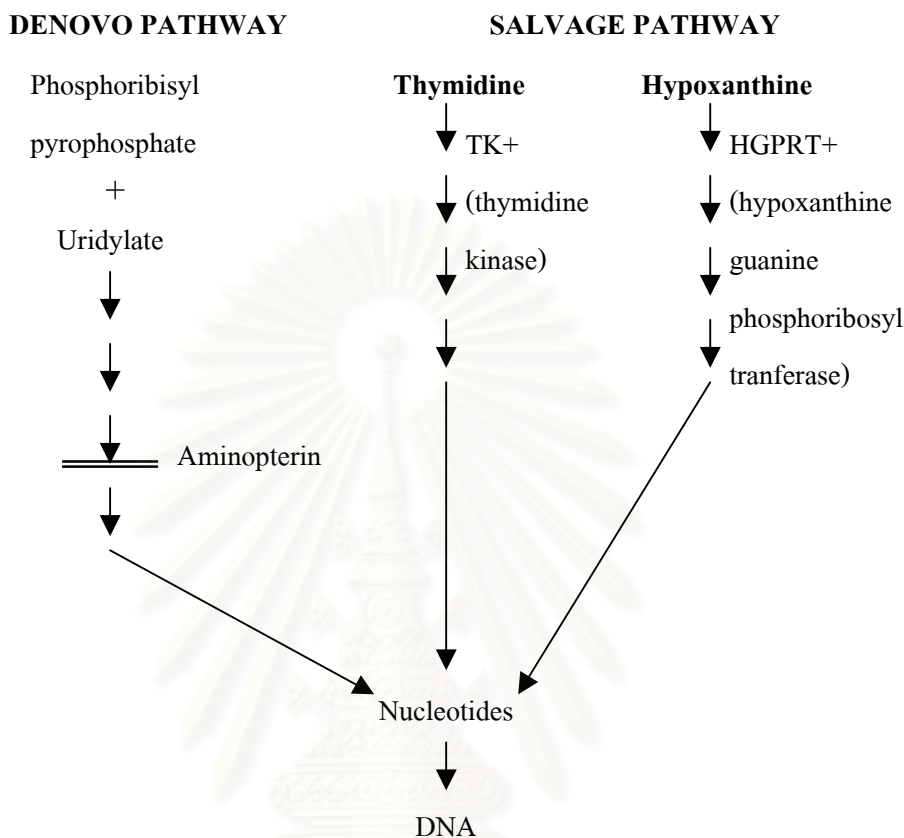 DENOVO PATHWAY
SALVAGE PATHWAY
Phosphoribisyl
pyrophosphate
+
Uridylate
Aminopterin
Thymidine
TK+
(thymidine
kinase)
Hypoxanthine
HGPRT+
(hypoxanthine
guanine
phosphoribosyl
tranferase)
Nucleotides
DNA